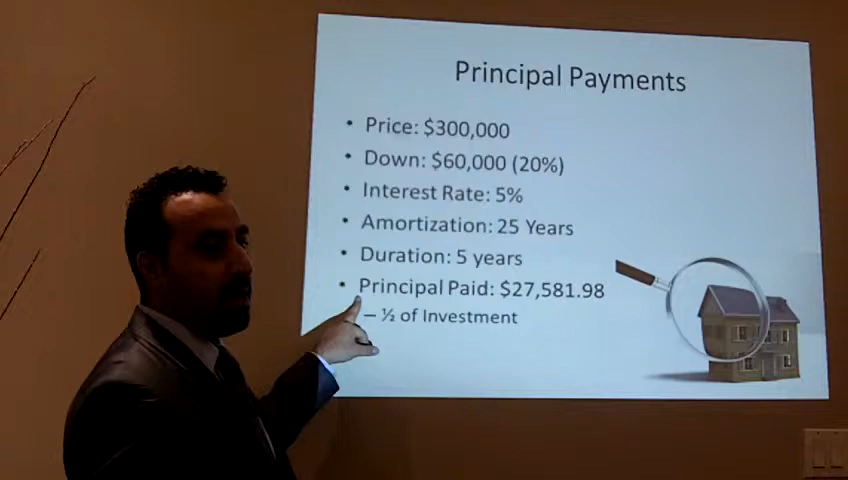 Principal Payments
• Price: $300,000
• Down: $60,000 (20%)
• Interest Rate: 5%
• Amortization: 25 Years
• Duration: 5 years
• Principal Paid: $27,581.98
– ½ of Investment